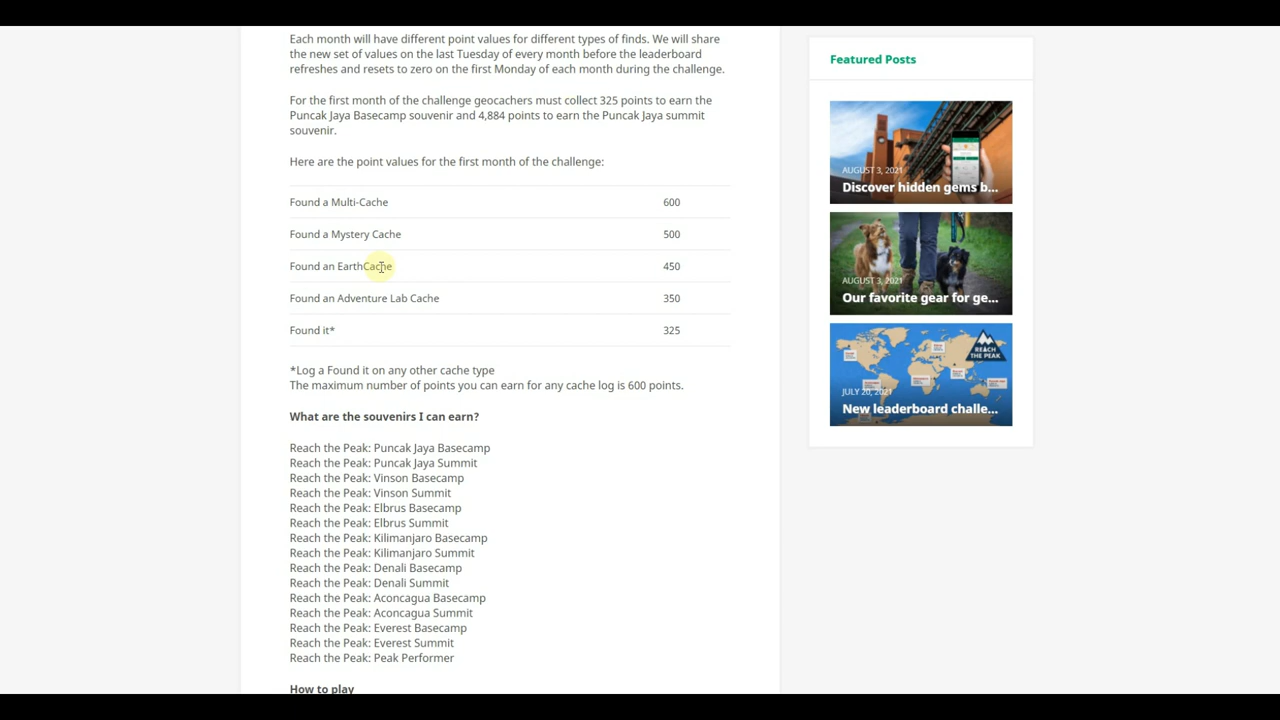 Each month will have different point values for different types of finds. We will share
the new set of values on the last Tuesday of every month before the leaderboard
refreshes and resets to zero on the first Monday of each month during the challenge.
For the first month of the challenge geocachers must collect 325 points to earn the
Puncak Jaya Basecamp souvenir and 4,884 points to earn the Puncak Jaya summit
souvenir.
Here are the point values for the first month of the challenge:
Found a Multi-Cache 600
Found a Mystery Cache 500
Found an EarthCache 450
Found an Adventure Lab Cache 350
Found it* 325
*Log a Found it on any other cache type
The maximum number of points you can earn for any cache log is 600 points.
What are the souvenirs I can earn?
Reach the Peak: Puncak Jaya Basecamp
Reach the Peak: Puncak Jaya Summit
Reach the Peak: Vinson Basecamp
Reach the Peak: Vinson Summit
Reach the Peak: Elbrus Basecamp
Reach the Peak: Elbrus Summit
Reach the Peak: Kilimanjaro Basecamp
Reach the Peak: Kilimanjaro Summit
Reach the Peak: Denali Basecamp
Reach the Peak: Denali Summit
Reach the Peak: Aconcagua Basecamp
Reach the Peak: Aconcagua Summit
Reach the Peak: Everest Basecamp
Reach the Peak: Everest Summit
Reach the Peak: Peak Performer
How to play
Featured Posts
AUGUST 3, 2021
Discover hidden gems b...
AUGUST 3, 2021
Our favorite gear for ge...
REACH
THE PEAK
JULY 20, 2021
New leaderboard challe...